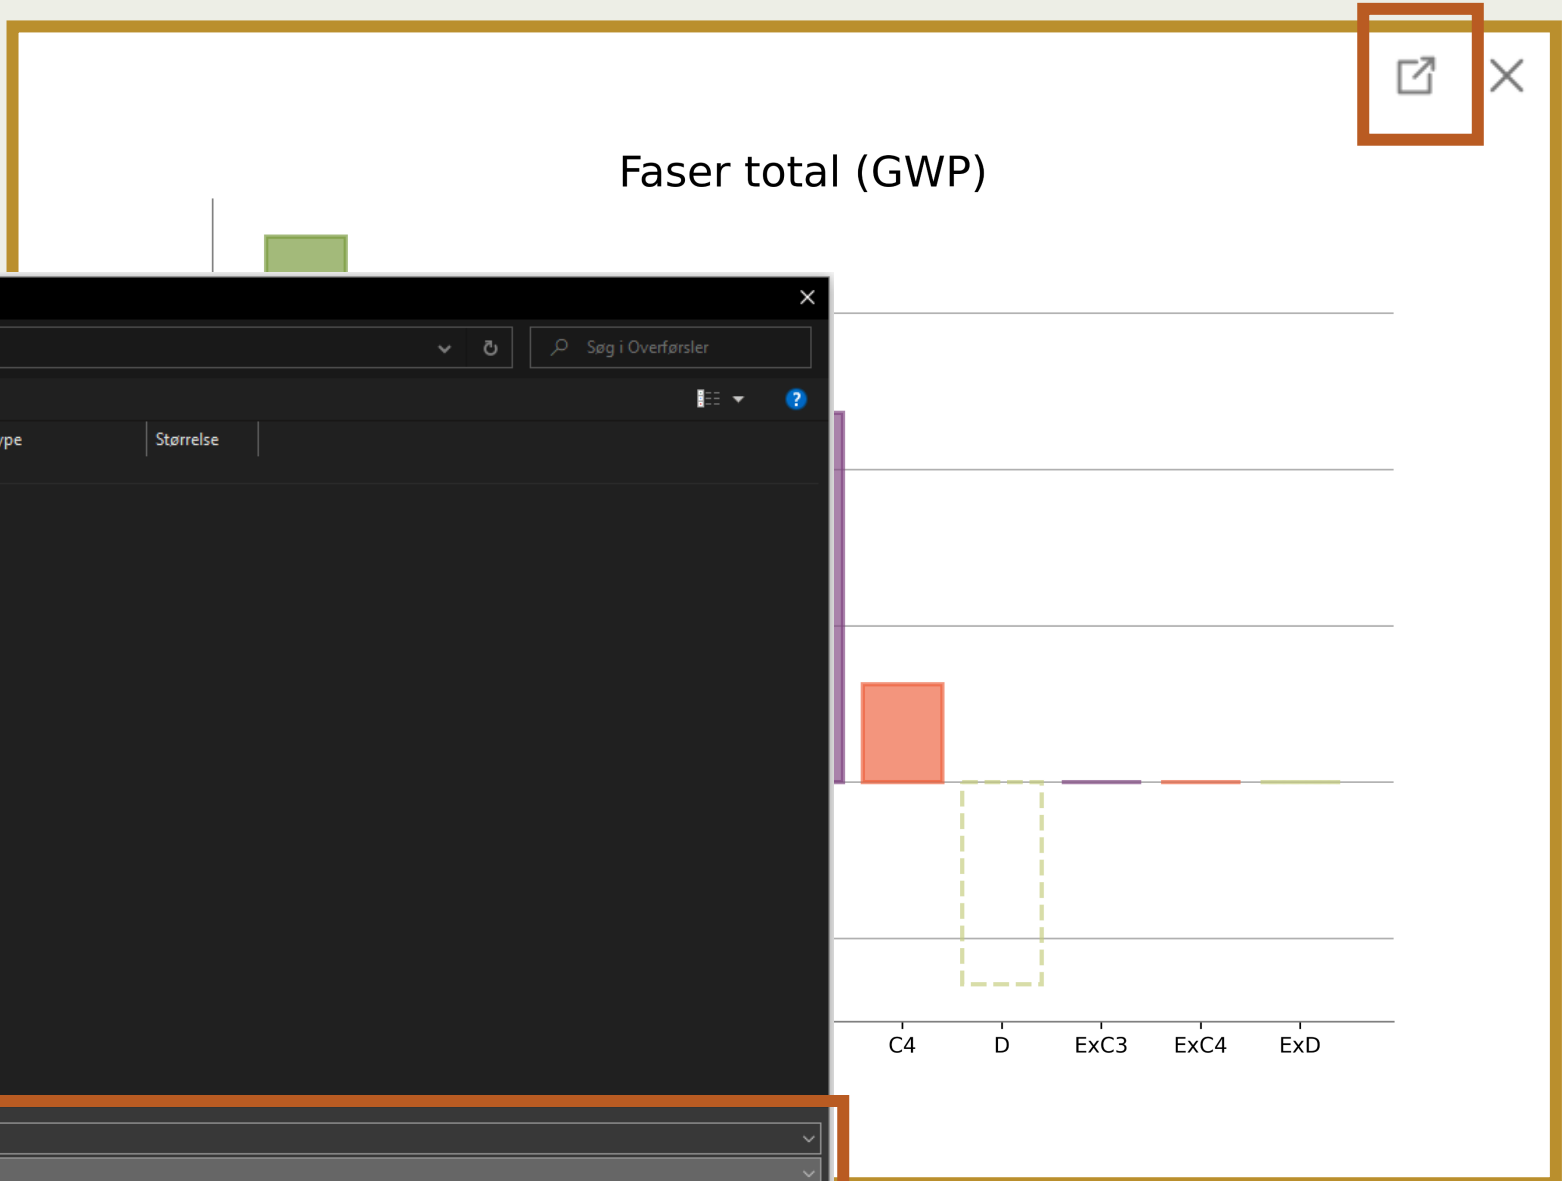 Faser total (GWP)
Søg i Overførsler
ype Størrelse
C4 D ExC3 ExC4 ExD